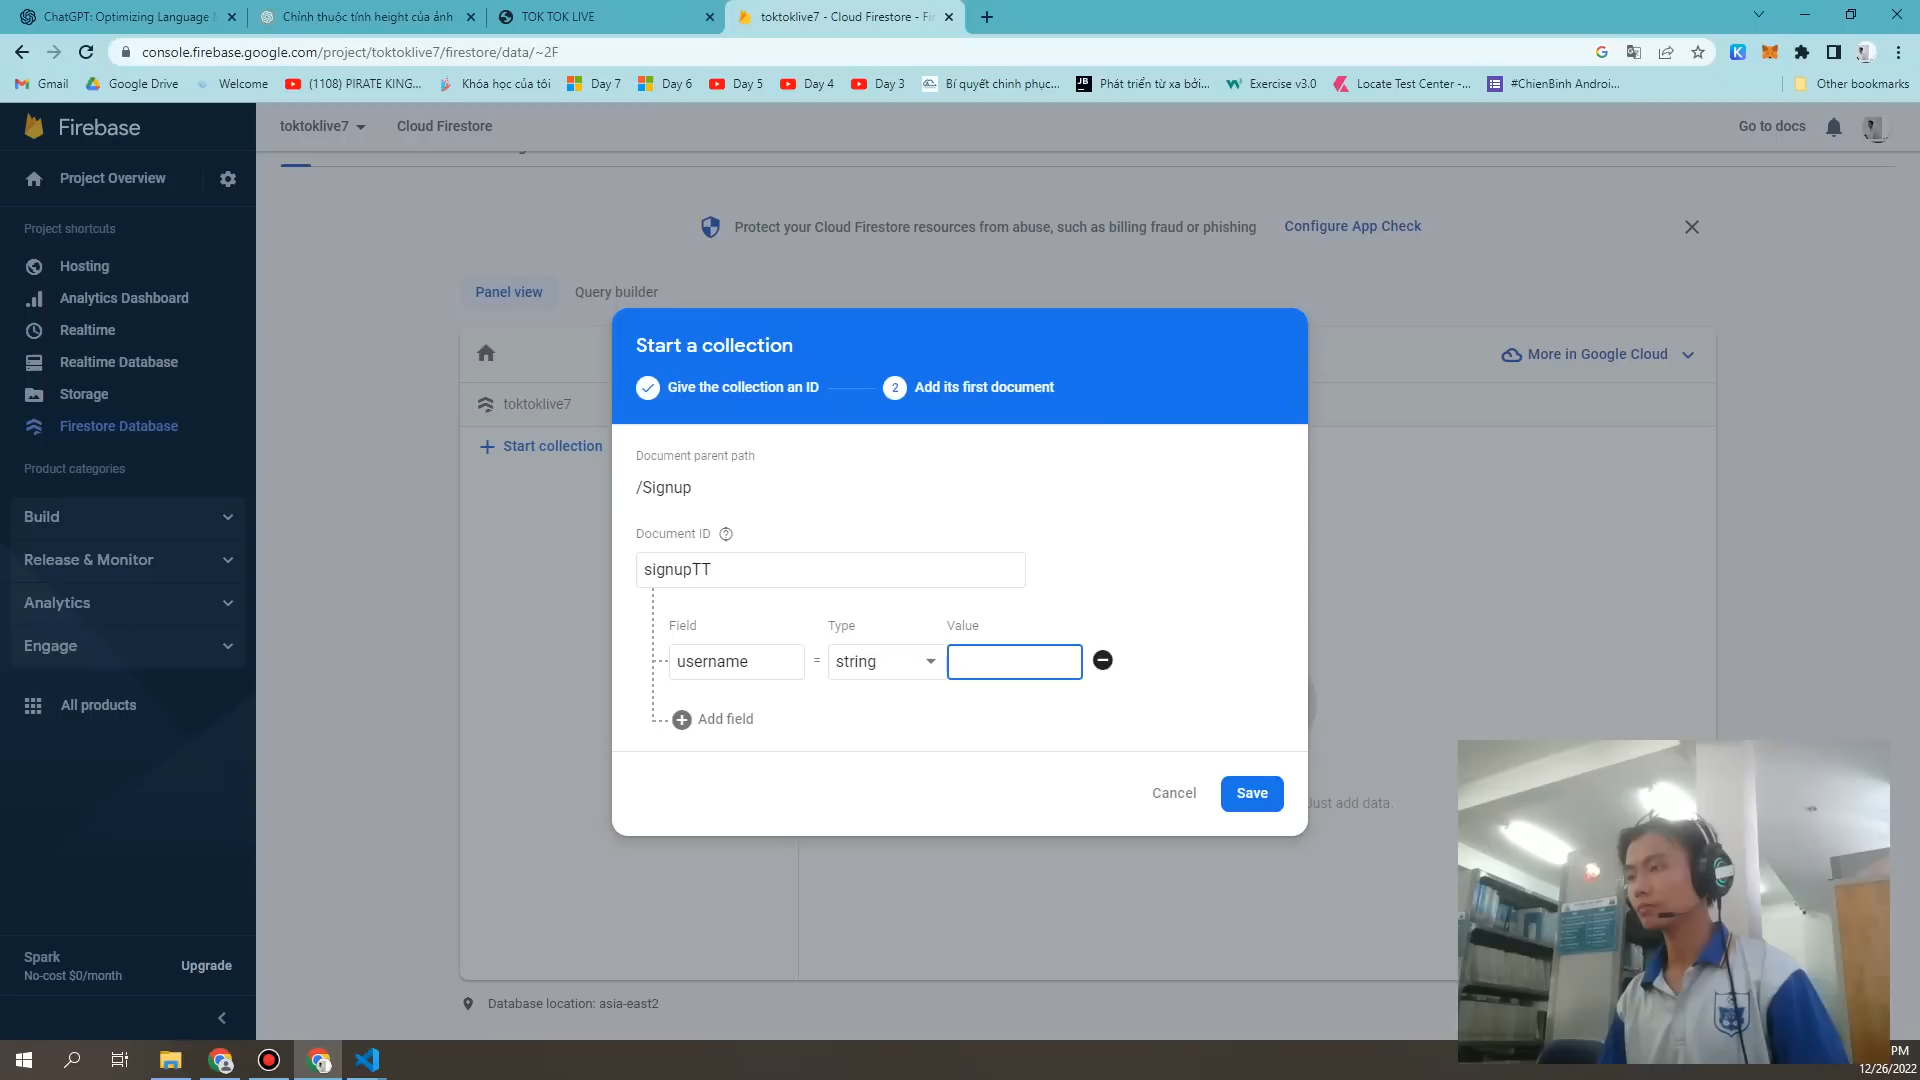 ChatGPT: Optimizing Language
Chỉnh thuộc tính height của ảnh
TOK TOK LIVE
toktoklive7 - Cloud Firestore - Fi
console.firebase.google.com/project/toktoklive7/firestore/data/~2F
Gmail
Google Drive
Welcome
(1108) PIRATE KING...
Khóa học của tôi
Day 7
Day 6
Day 5
Day 4
Day 3
Bí quyết chinh phục...
Phát triển từ xa bởi...
Exercise v3.0
Locate Test Center -...
#ChienBinh Androi...
Other bookmarks
Firebase
toktoklive7
Cloud Firestore
Go to docs
Project Overview
Project shortcuts
Protect your Cloud Firestore resources from abuse, such as billing fraud or phishing
Configure App Check
Hosting
Analytics Dashboard
Realtime
Realtime Database
Storage
Firestore Database
Product categories
Build
Release & Monitor
Analytics
Engage
All products
Spark
No-cost $0/month
Upgrade
Panel view
Query builder
More in Google Cloud
toktoklive7
Start collection
Start a collection
Give the collection an ID
2
Add its first document
Document parent path
/Signup
Document ID
signupTT
Field
Type
Value
username
=
string
Add field
Cancel
Save
Just add data.
Database location: asia-east2
PM
12/26/2022